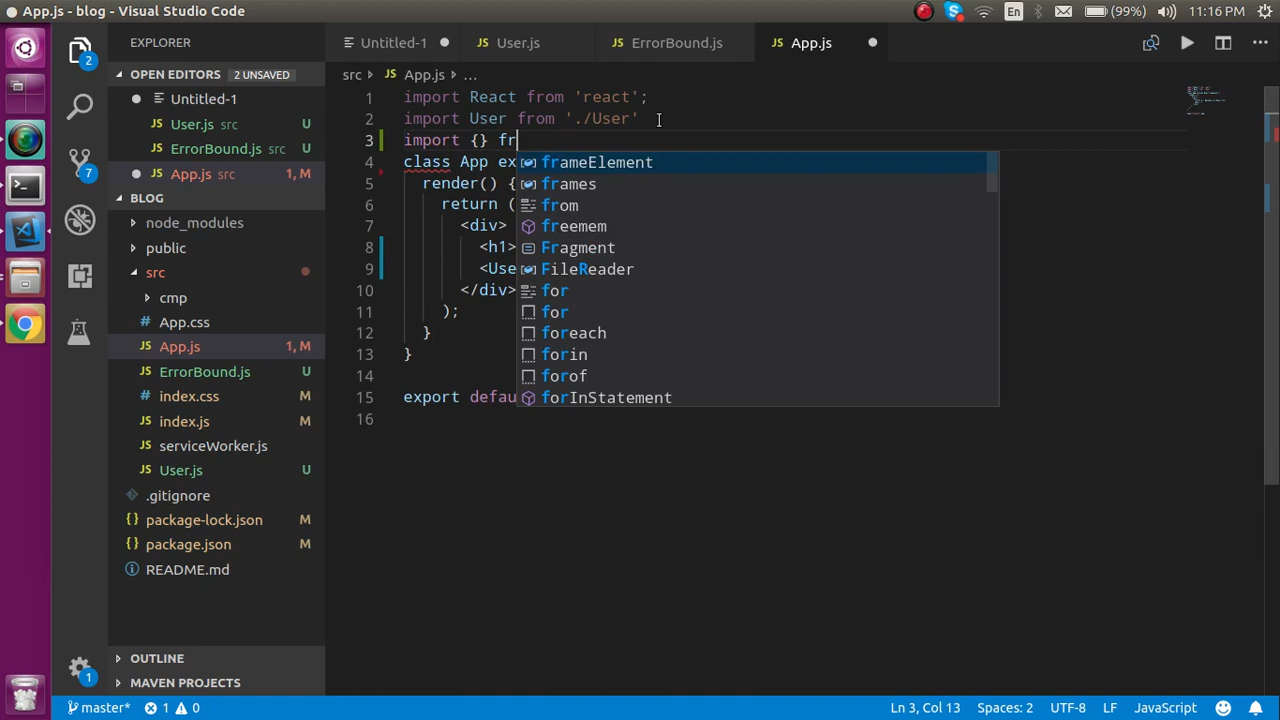 App.js - blog - Visual Studio Code
En
(99%)
11:16 PM
2
7
1
EXPLORER
OPEN EDITORS 2 UNSAVED
Untitled-1
User.js src U
ErrorBound.js src U
App.js src 1, M
BLOG
node_modules
public
src
cmp
App.css
App.js 1, M
ErrorBound.js U
index.css M
index.js M
serviceWorker.js
User.js U
.gitignore
package-lock.json M
package.json M
README.md
OUTLINE
MAVEN PROJECTS
Untitled-1
User.js
ErrorBound.js
App.js
src JS App.js ...
1 import React from 'react';
2 import User from './User'
3 import {} fr
4 class App ex
5 render() {
6 return (
7 <div>
8 <h1>
9 <Use
10 </div>
11 );
12 }
13 }
14
15 export defau
16
frameElement
frames
from
freemem
Fragment
FileReader
for
for
foreach
forin
forof
forInStatement
master* 1 0
Ln 3, Col 13 Spaces: 2 UTF-8 LF JavaScript